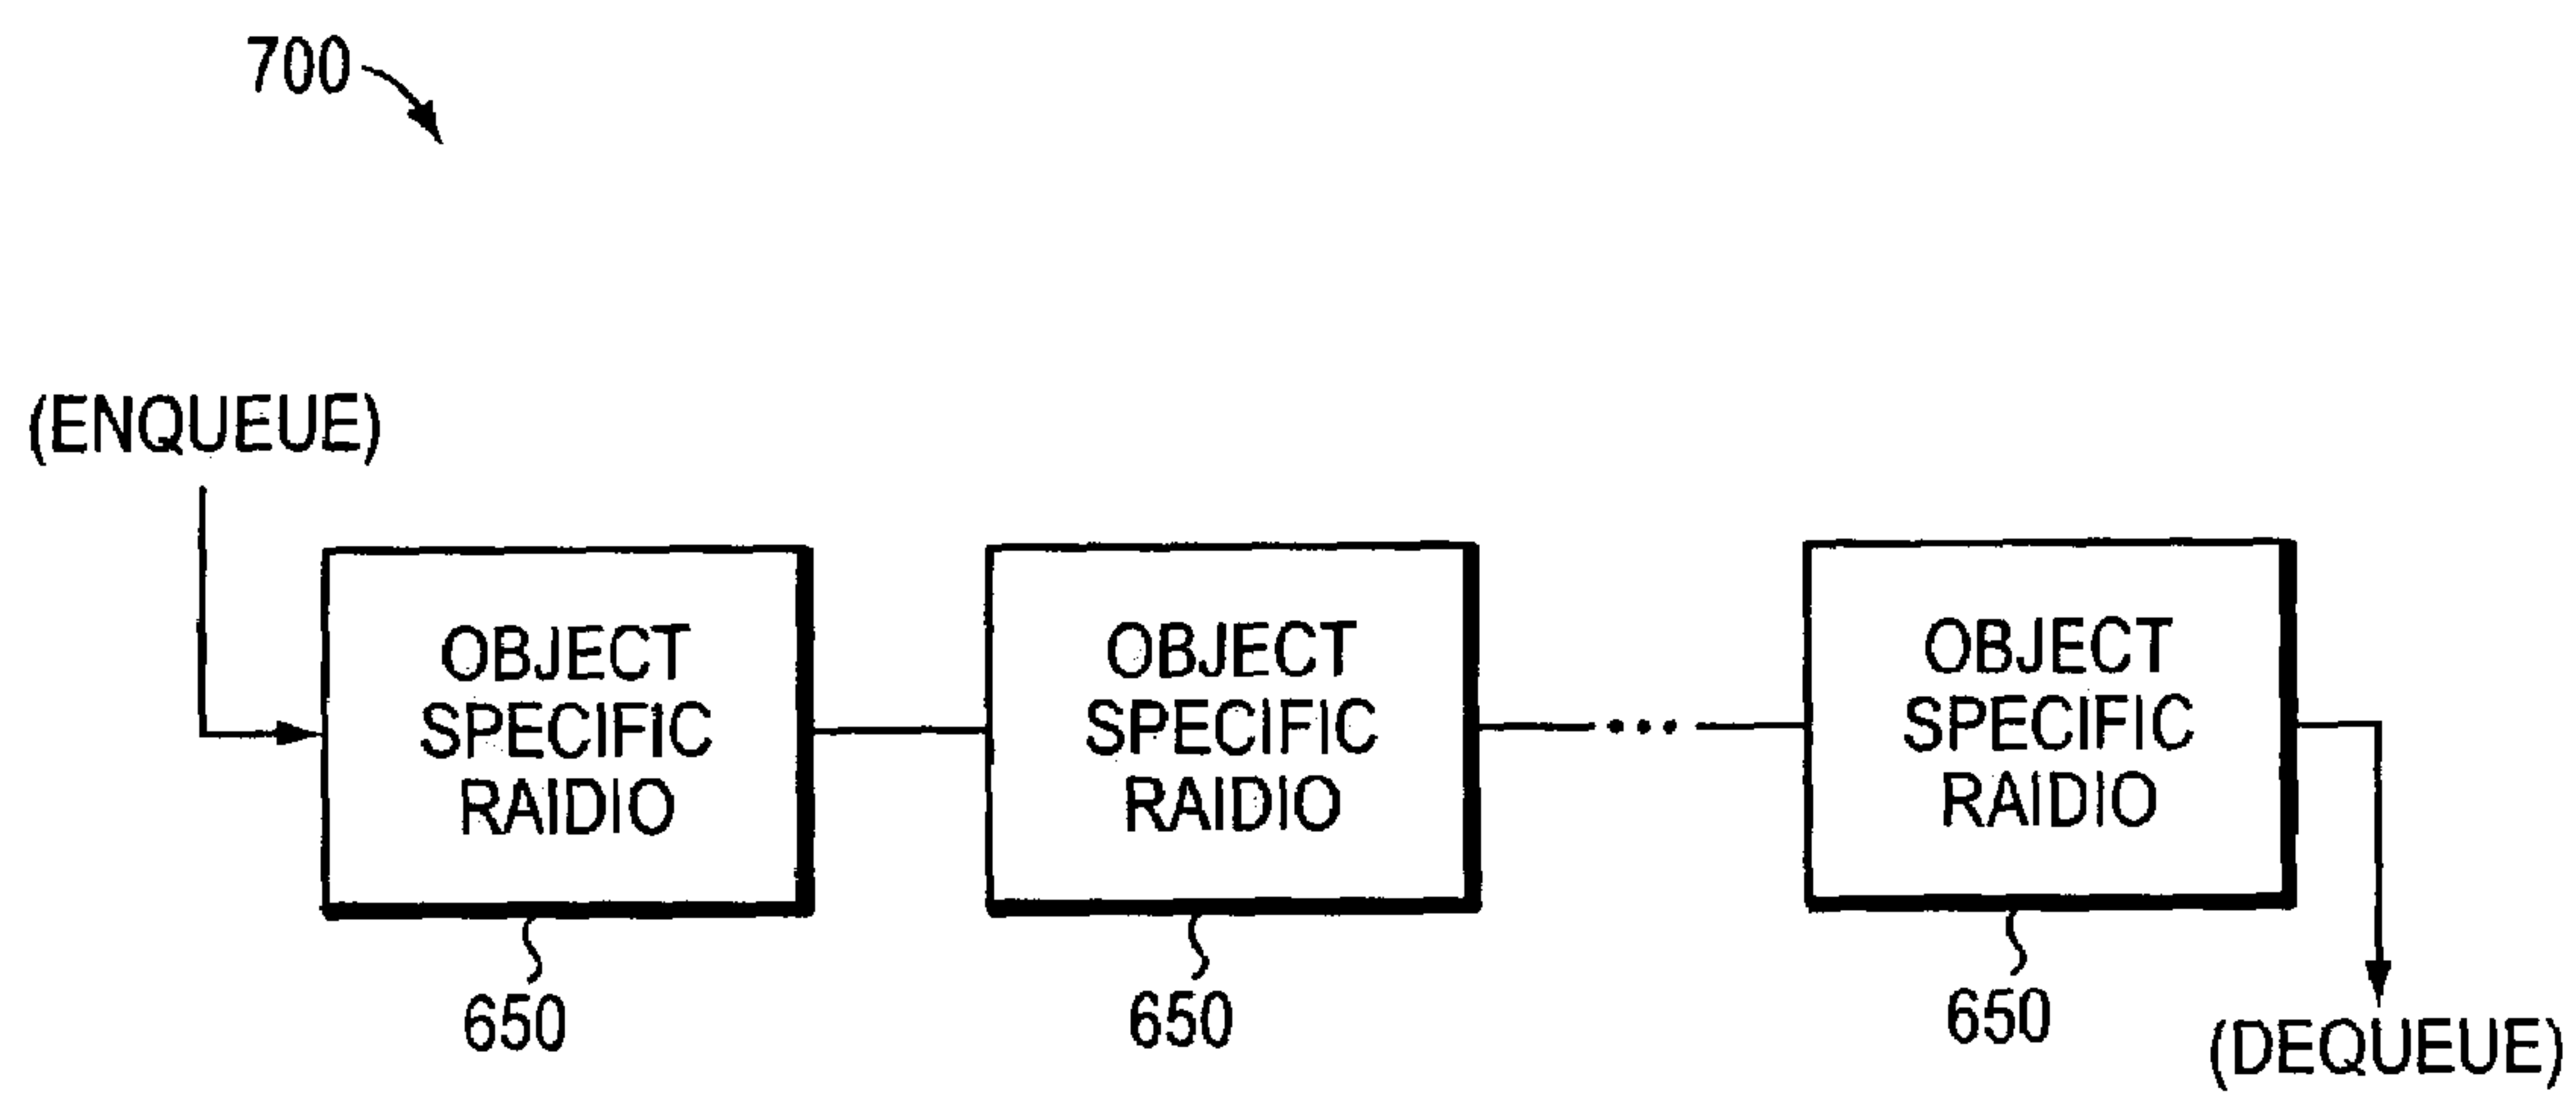 700
(ENQUEUE)
OBJECT
SPECIFIC
RAIDIO
650
OBJECT
SPECIFIC
RAIDIO
650
...
OBJECT
SPECIFIC
RAIDIO
650
(DEQUEUE)